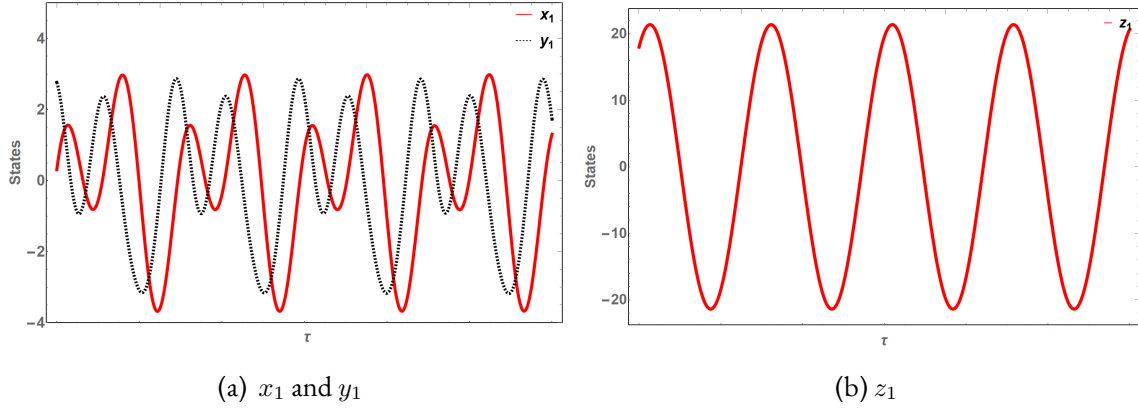 x₁
y₁
4
2
0
−2
−4
States
τ
(a) x₁ and y₁
z₁
20
10
0
−10
−20
States
τ
(b) z₁